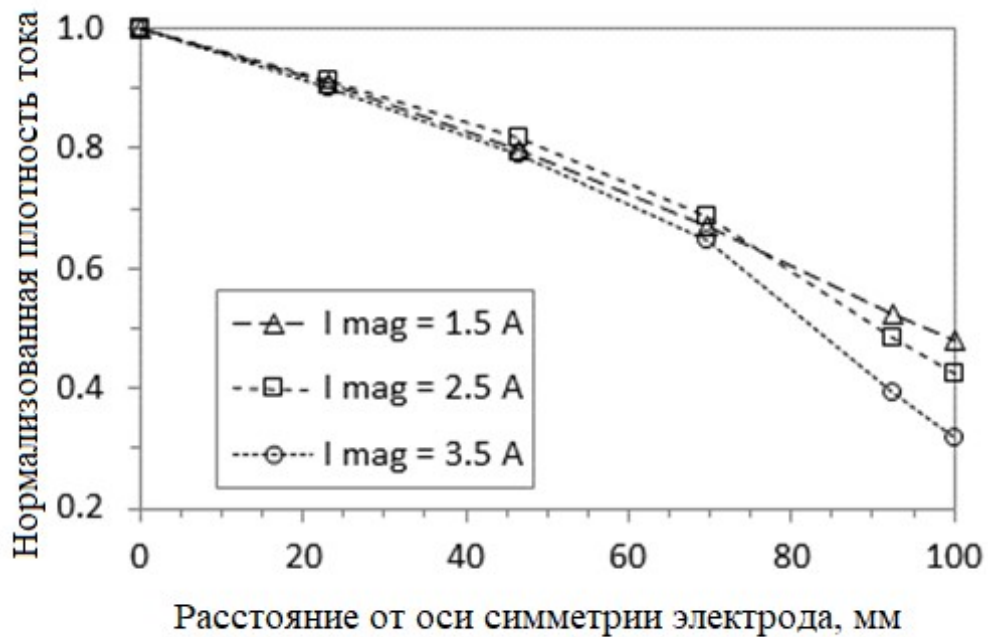 Нормализованная плотность тока
1.0
0.8
0.6
0.4
0.2
I mag = 1.5 A
I mag = 2.5 A
I mag = 3.5 A
0 20 40 60 80 100
Расстояние от оси симметрии электрода, мм